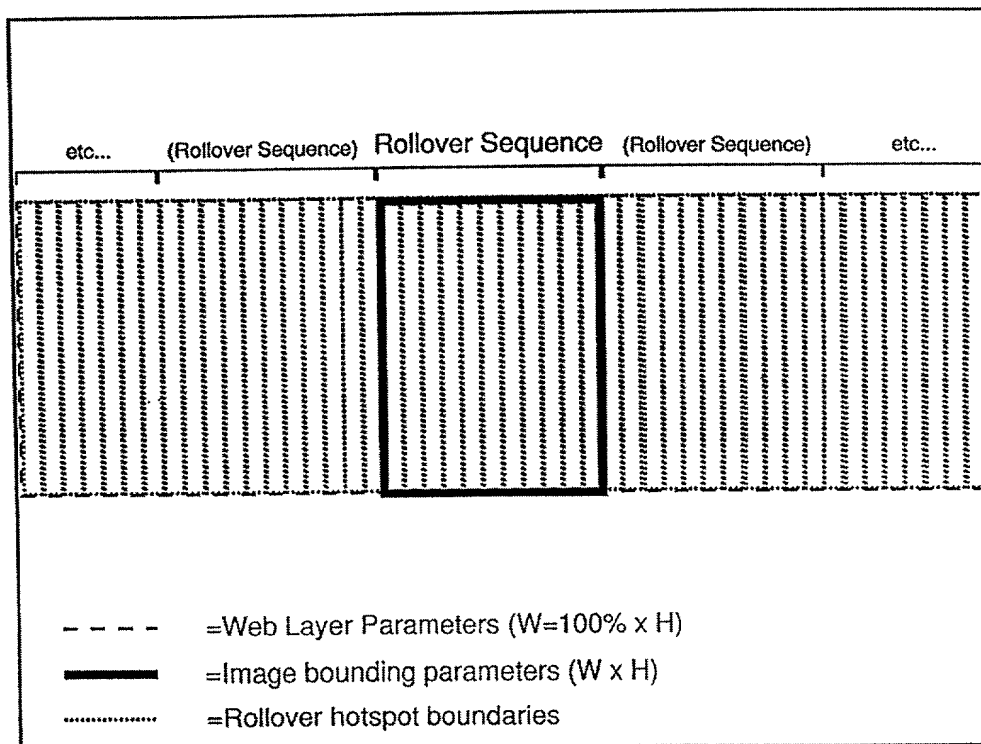 etc... (Rollover Sequence) Rollover Sequence (Rollover Sequence) etc...
=Web Layer Parameters (W=100% x H)
=Image bounding parameters (W x H)
=Rollover hotspot boundaries